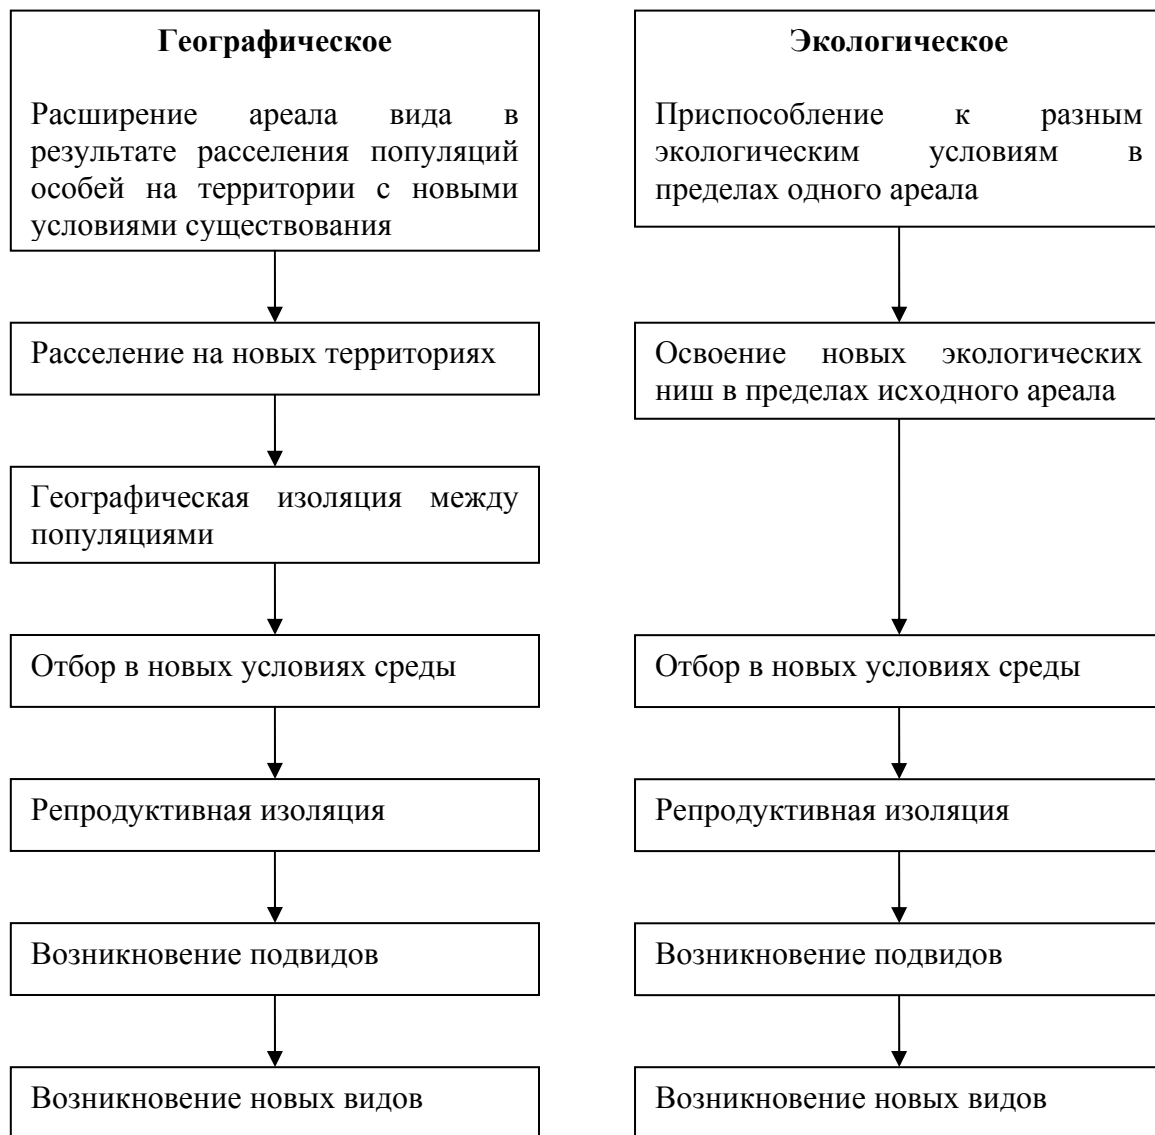 Географическое
Расширение ареала вида в
результате расселения популяций
особей на территории с новыми
условиями существования
Расселение на новых территориях
Географическая изоляция между
популяциями
Отбор в новых условиях среды
Репродуктивная изоляция
Возникновение подвидов
Возникновение новых видов
Экологическое
Приспособление к разным
экологическим условиям в
пределах одного ареала
Освоение новых экологических
ниш в пределах исходного ареала
Отбор в новых условиях среды
Репродуктивная изоляция
Возникновение подвидов
Возникновение новых видов